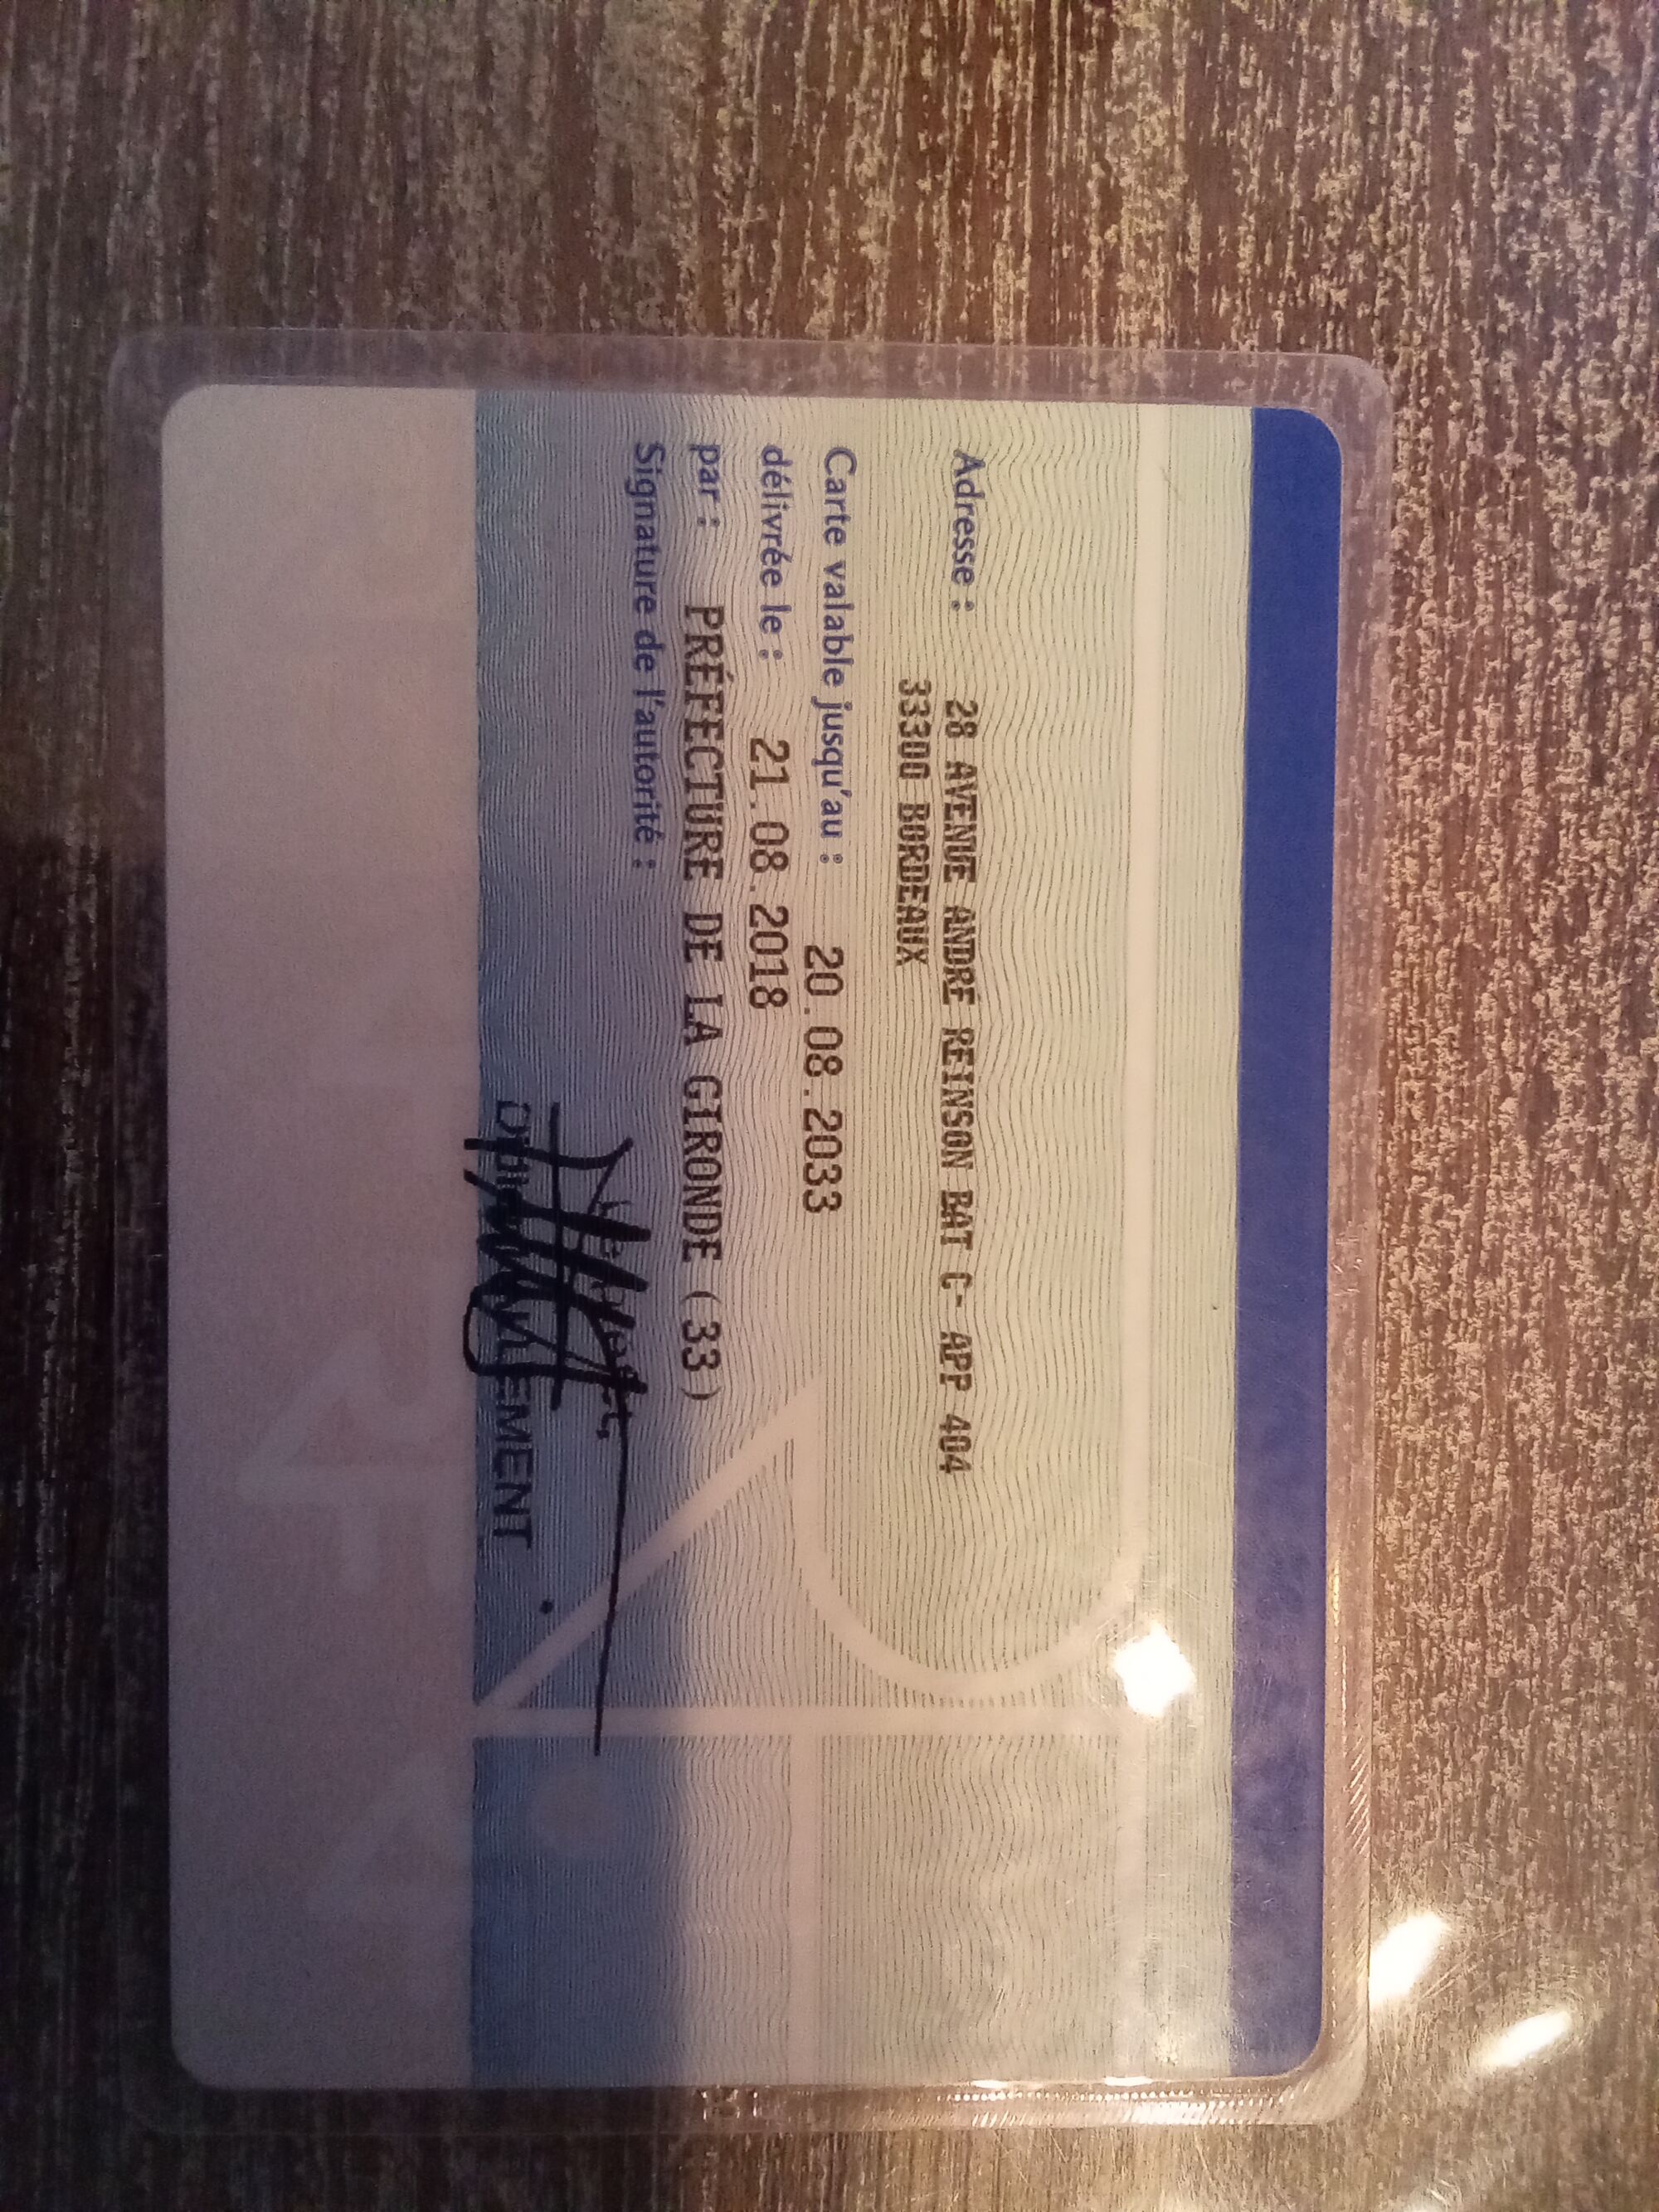 Adresse : 28 AVENUE ANDRÉ REINSON BAT C- APP 404
33300 BORDEAUX
Carte valable jusqu'au : 20.08.2033
délivrée le : 21.08.2018
par : PRÉFECTURE DE LA GIRONDE (33)
Signature de l'autorité :